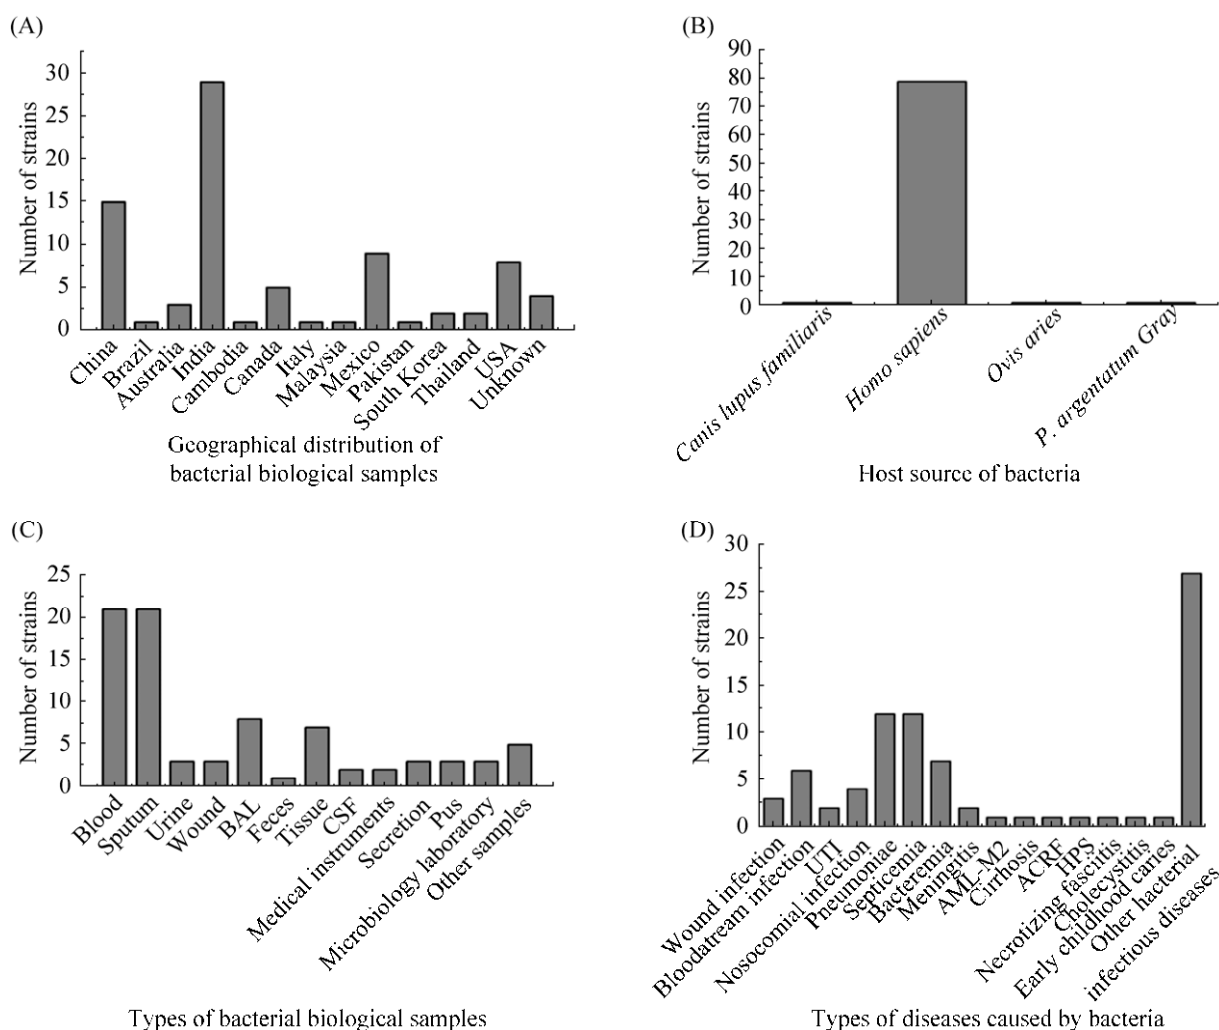 (A)
Number of strains
30
25
20
15
10
5
0
China
Brazil
Australia
India
Cambodia
Canada
Italy
Malaysia
Mexico
Pakistan
South Korea
Thailand
USA
Unknown
Geographical distribution of
bacterial biological samples
(B)
Number of strains
90
80
70
60
50
40
30
20
10
0
Canis lupus familiaris
Homo sapiens
Ovis aries
P. argentatum Gray
Host source of bacteria
(C)
Number of strains
25
20
15
10
5
0
Blood
Sputum
Urine
Wound
BAL
Feces
Tissue
CSF
Medical instruments
Secretion
Pus
Microbiology laboratory
Other samples
Types of bacterial biological samples
(D)
Number of strains
30
25
20
15
10
5
0
Wound infection
Bloodatream infection
UTI
Nosocomial infection
Pneumoniae
Septicemia
Bacteremia
Meningitis
AML-M2
Cirrhosis
ACRF
HPS
Necrotizing fasciitis
Cholecystitis
Early childhood caries
Other bacterial
infectious diseases
Types of diseases caused by bacteria